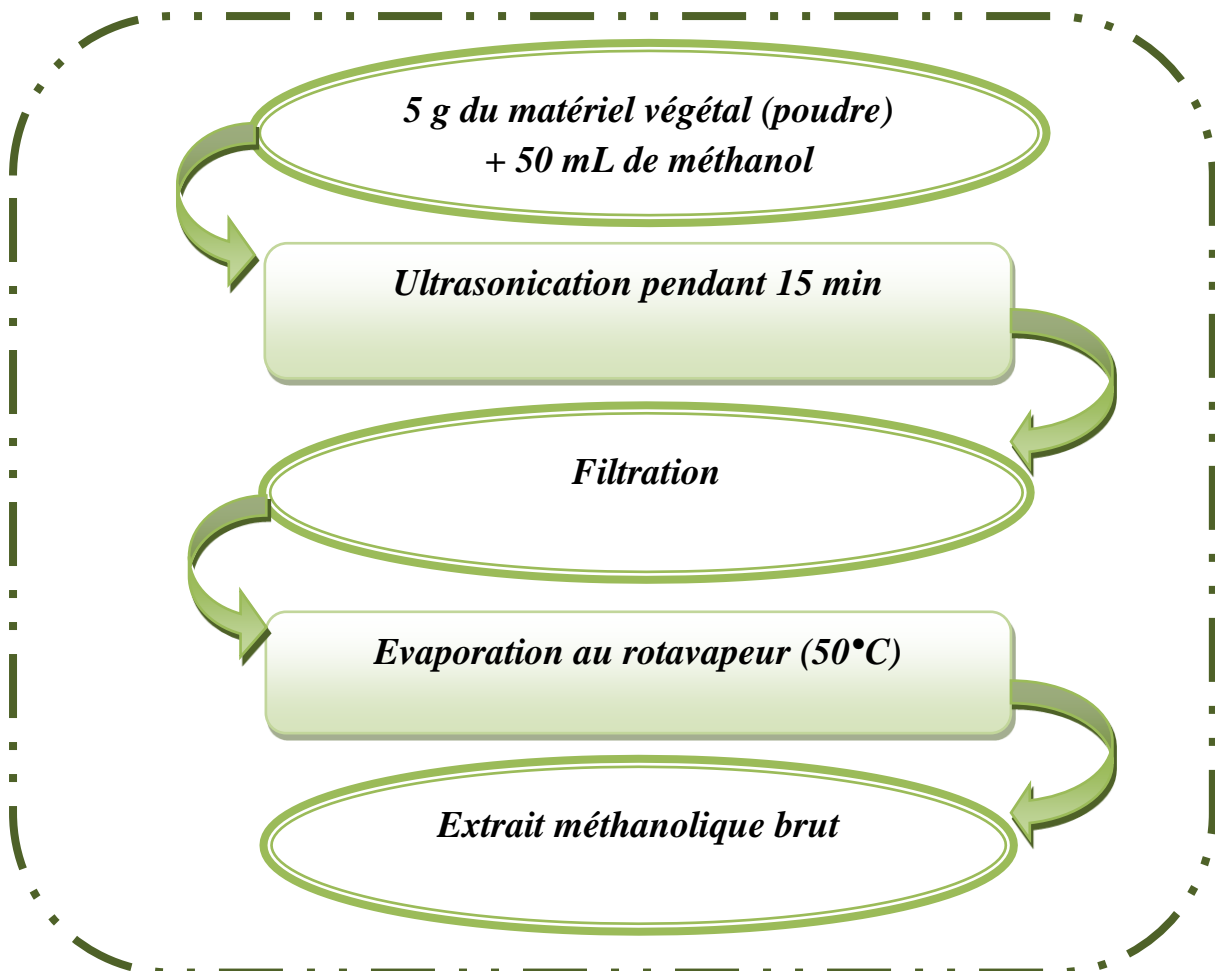 5 g du matériel végétal (poudre)
+ 50 mL de méthanol
Ultrasonication pendant 15 min
Filtration
Evaporation au rotavapeur (50°C)
Extrait méthanolique brut